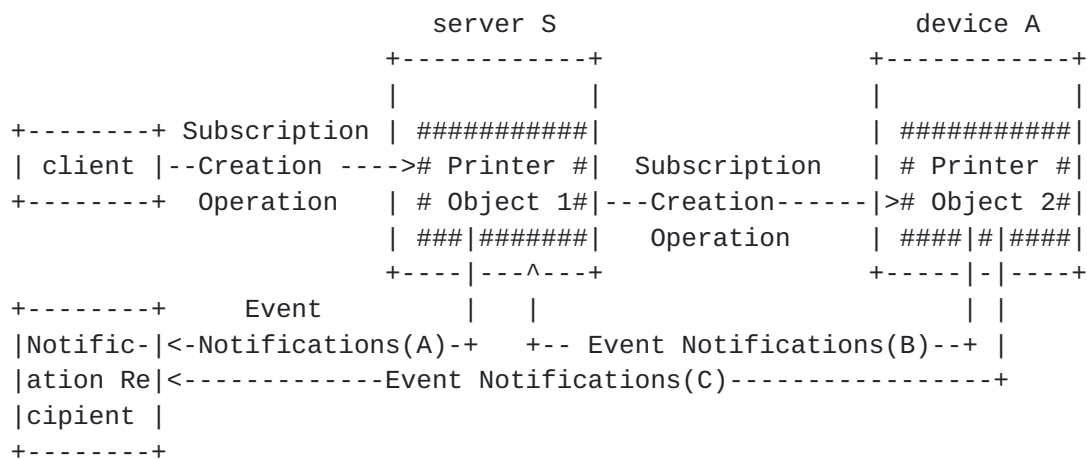 server S                       device A
                        +------------+                 +------------+
                        |            |                 |            |
+--------+ Subscription | ###########|                 | ###########|
| client |--Creation ----># Printer #|  Subscription   | # Printer #|
+--------+  Operation   | # Object 1#|---Creation------|># Object 2#|
                        | ###|#######|   Operation     | ####|#|####|
                        +----|---^---+                 +-----|-|----+
+--------+     Event         |   |                           | |
|Notific-|<-Notifications(A)-+   +-- Event Notifications(B)--+ |
|ation Re|<-------------Event Notifications(C)-----------------+
|cipient |
+--------+